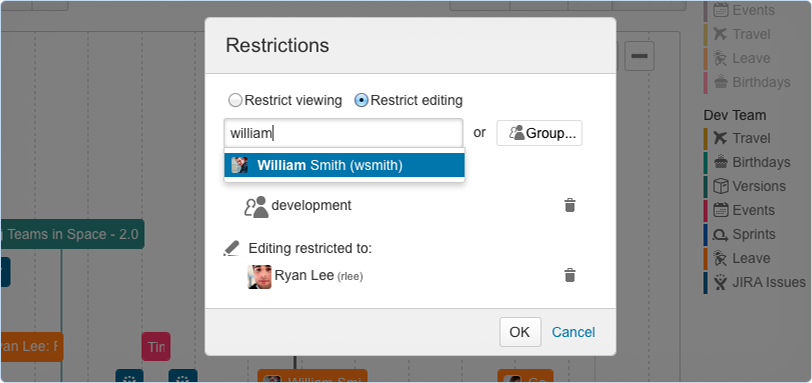 Restrictions
Restrict viewing
Restrict editing
william
or
Group...
William Smith (wsmith)
development
Editing restricted to:
Ryan Lee (rlee)
OK
Cancel
Events
Travel
Leave
Birthdays
Dev Team
Travel
Birthdays
Versions
Events
Sprints
Leave
JIRA Issues
Teams in Space - 2.0
an Lee: F
Tin
William Smi